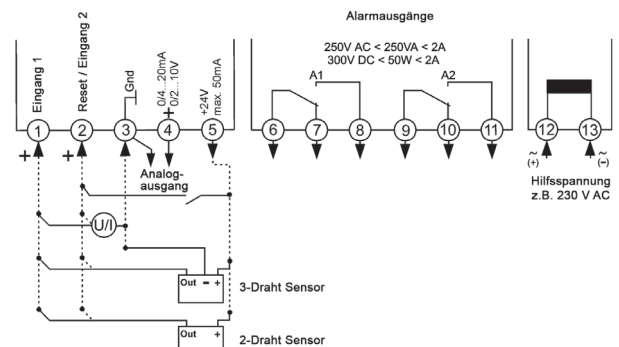 Alarmausgänge
250V AC < 250VA < 2A
300V DC < 50W < 2A
Eingang 1
Reset / Eingang 2
Gnd
0/4...20mA
0/2...10V
+24V
max. 50mA
A1
A2
1
2
3
4
5
6
7
8
9
10
11
12
13
+
+
+
Analog-
ausgang
~
(+)
~
(-)
Hilfsspannung
z.B. 230 V AC
U/I
Out - +
3-Draht Sensor
Out +
2-Draht Sensor